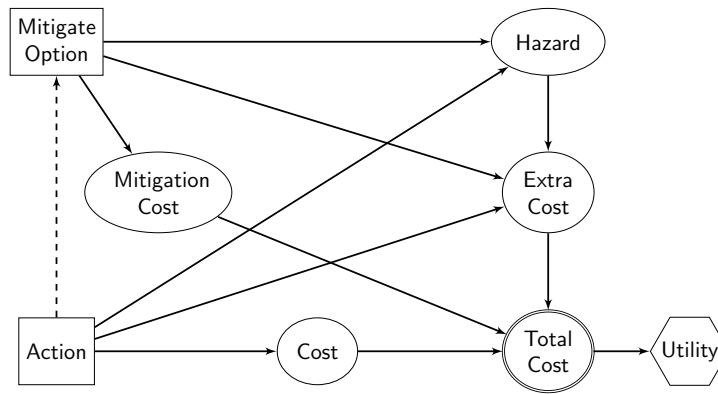 Mitigate
Option
Hazard
Mitigation
Cost
Extra
Cost
Action
Cost
Total
Cost
Utility